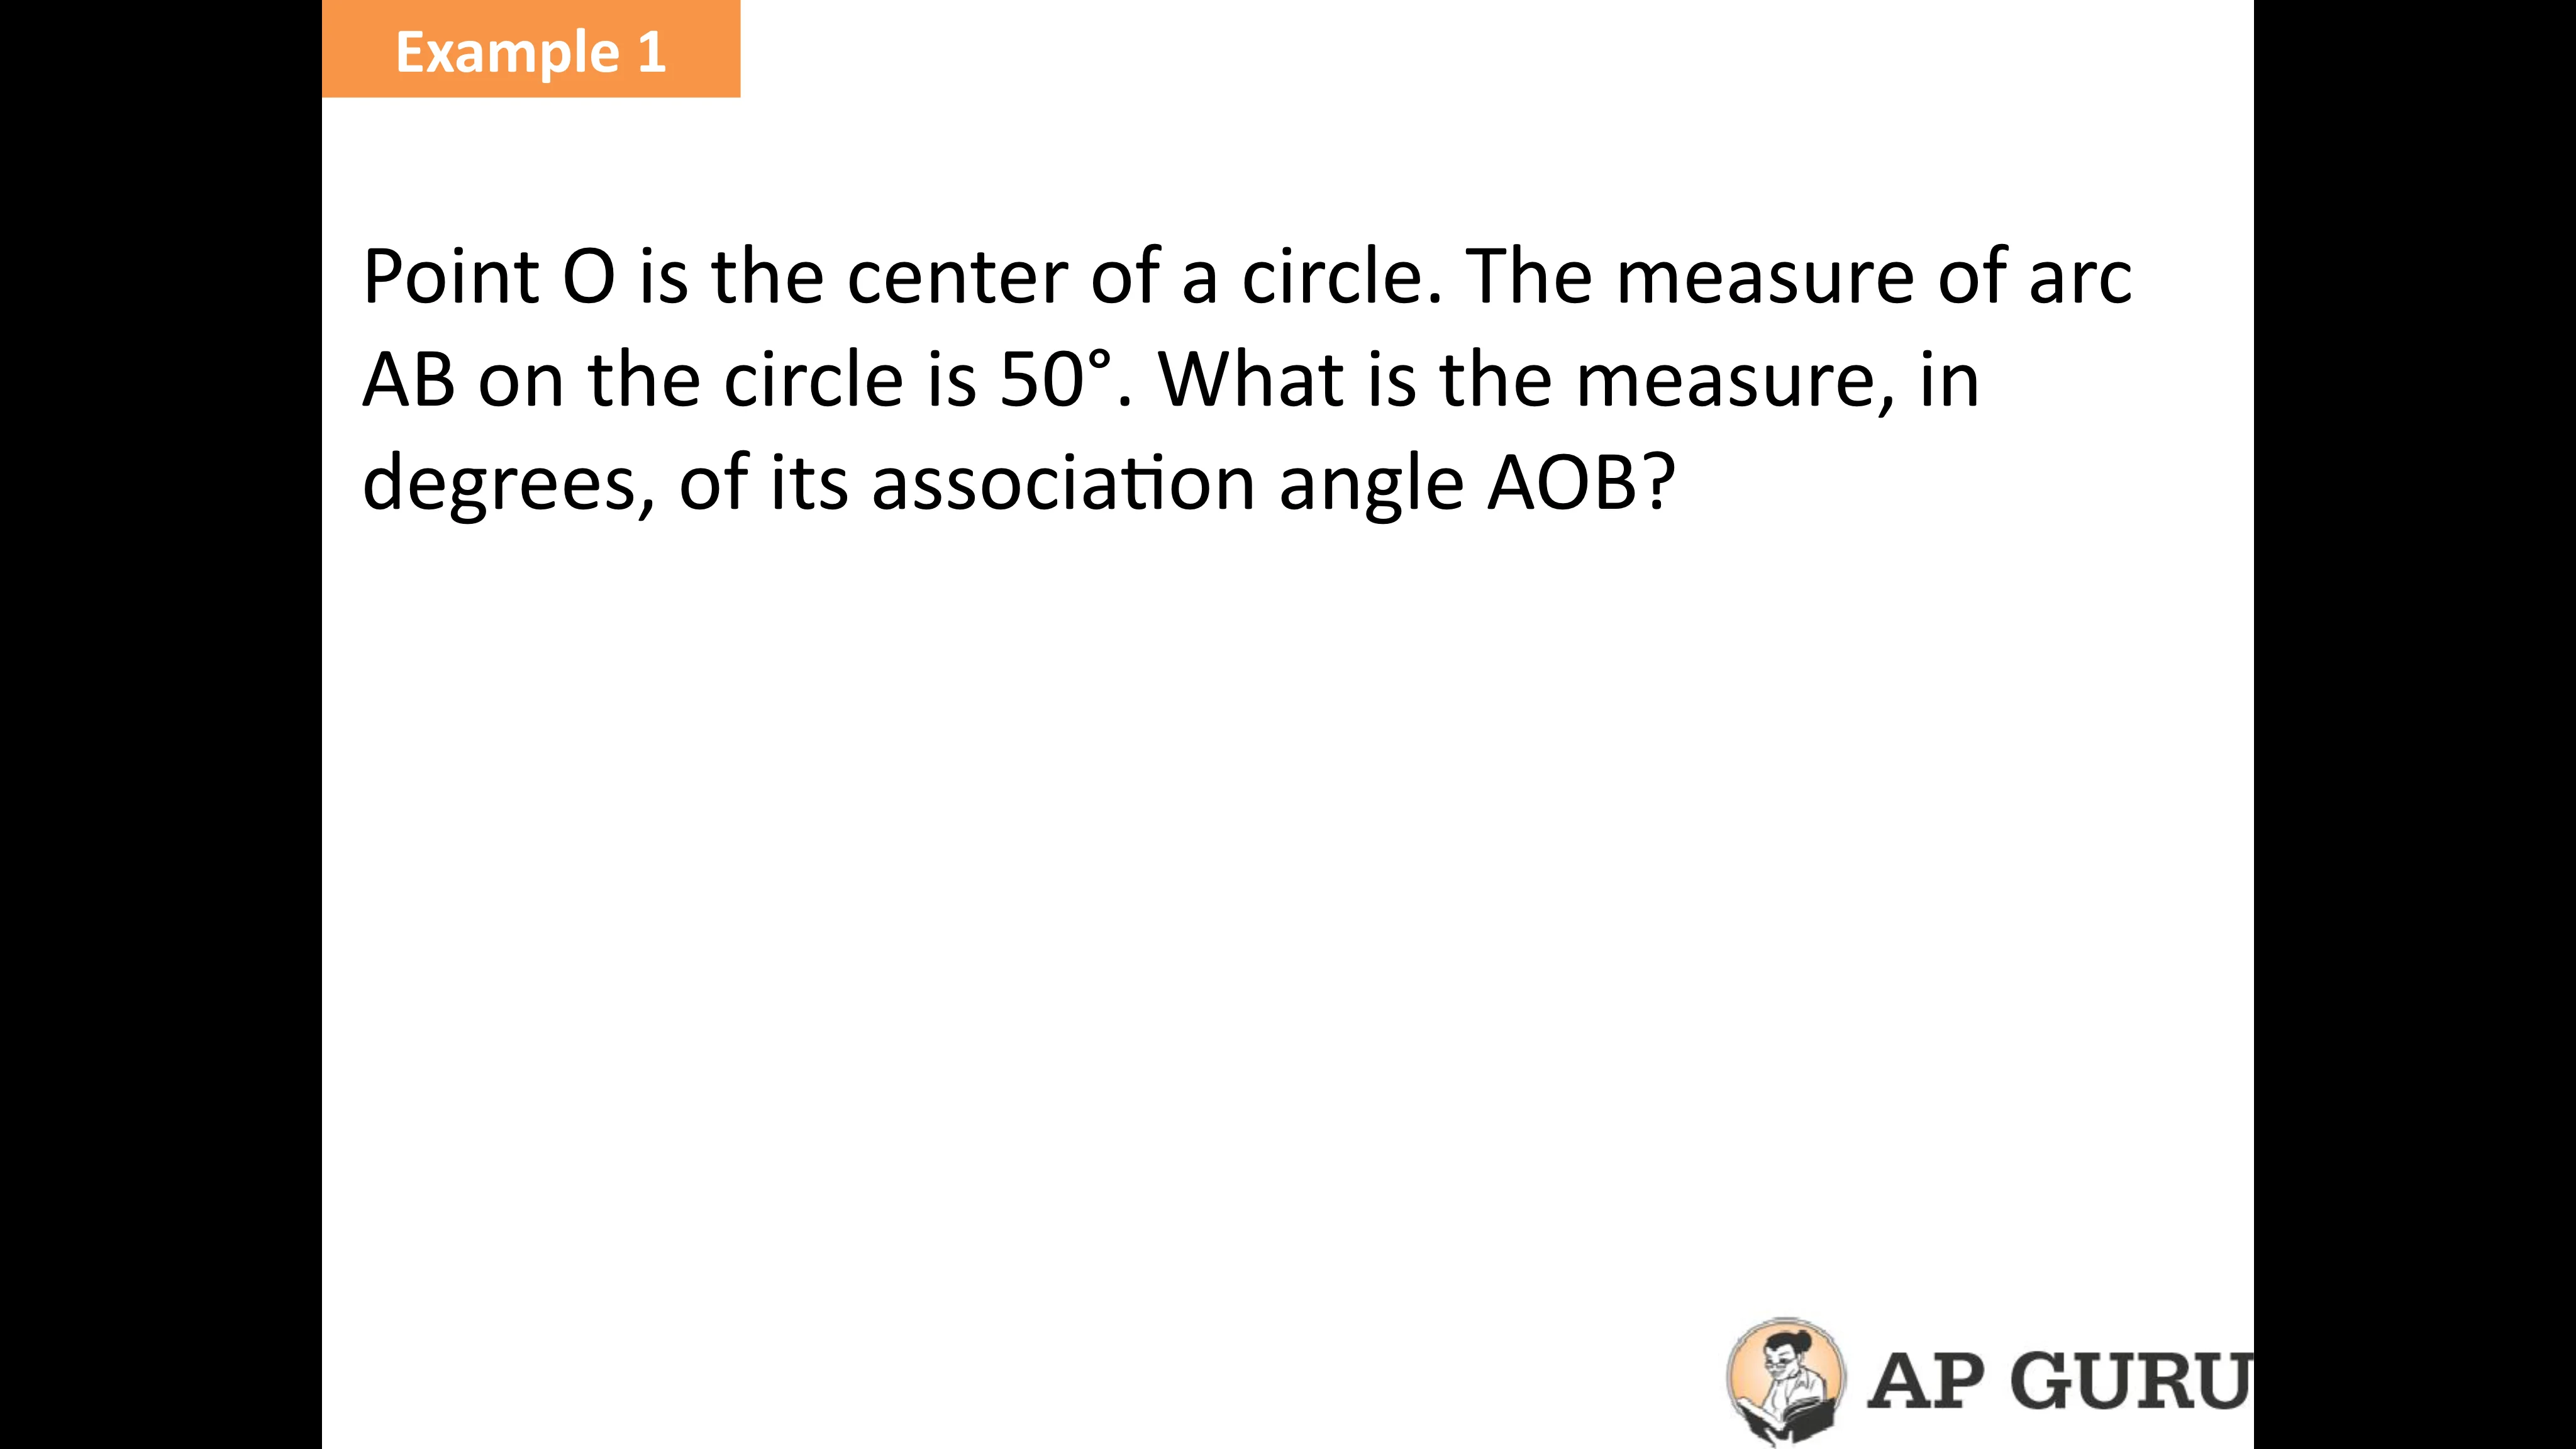 Example 1
Point O is the center of a circle. The measure of arc
AB on the circle is 50°. What is the measure, in
degrees, of its association angle AOB?
AP GURU